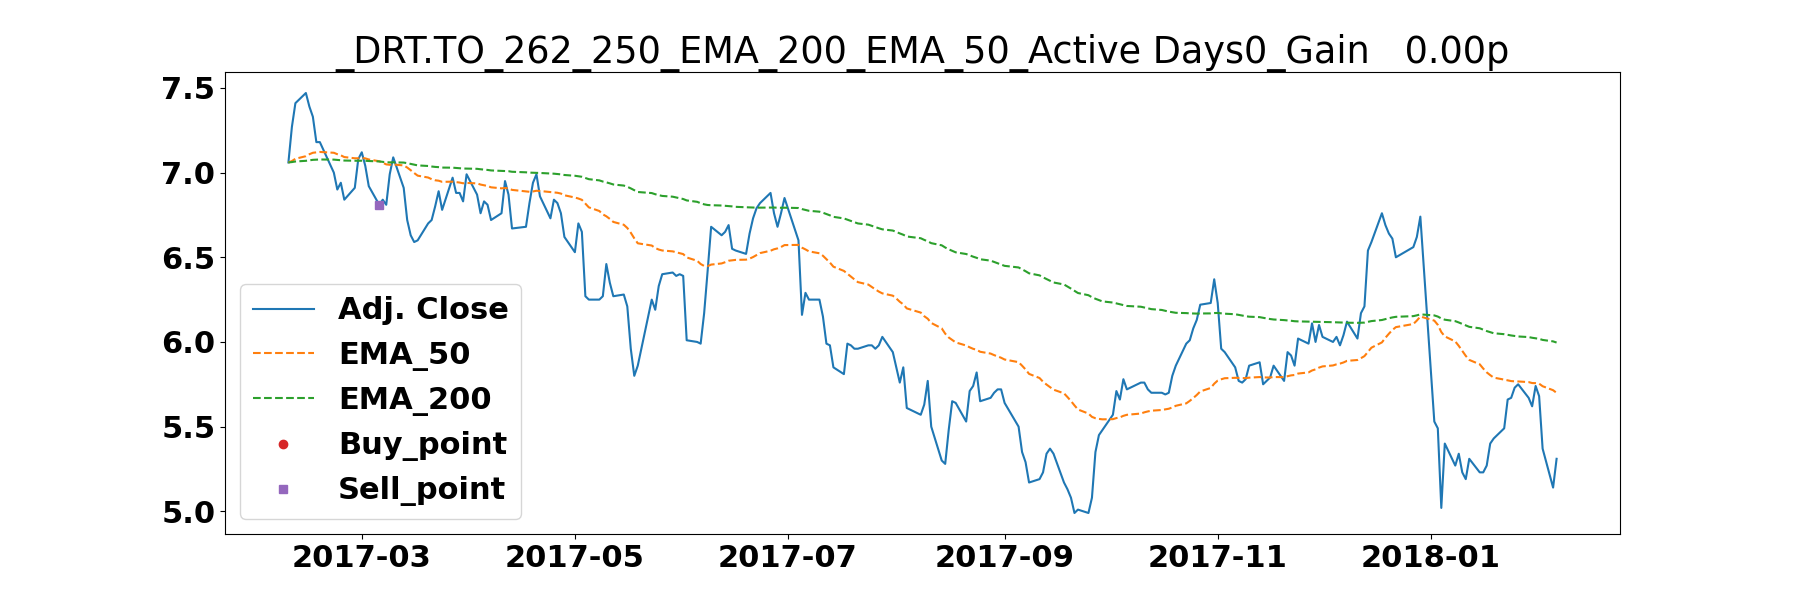 _DRT.TO_262_250_EMA_200_EMA_50_Active Days0_Gain 0.00p
7.5
7.0
6.5
6.0
5.5
5.0
Adj. Close
EMA_50
EMA_200
Buy_point
Sell_point
2017-03 2017-05 2017-07 2017-09 2017-11 2018-01